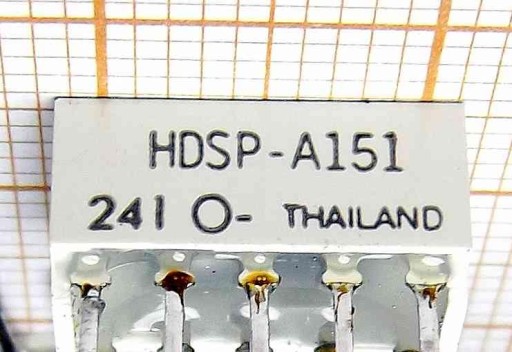 HDSP-A151
241 O- THAILAND